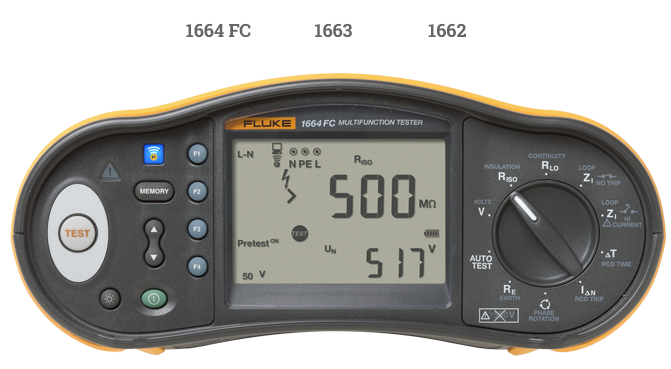 1664 FC 1663 1662
FLUKE 1664 FC MULTIFUNCTION TESTER
L-N
N PE L
RISO
> 500 MΩ
TEST
Pretest ON
UN 517 V
50 V
TEST
MEMORY
F1
F2
F3
F4
CONTINUITY
RLO
INSULATION
RISO
LOOP
ZI NO TRIP
VOLTS
V
LOOP
ZI HI
CURRENT
AUTO
TEST
ΔT
RCD TIME
RE
EARTH
PHASE
ROTATION
IΔN
RCD TRIP